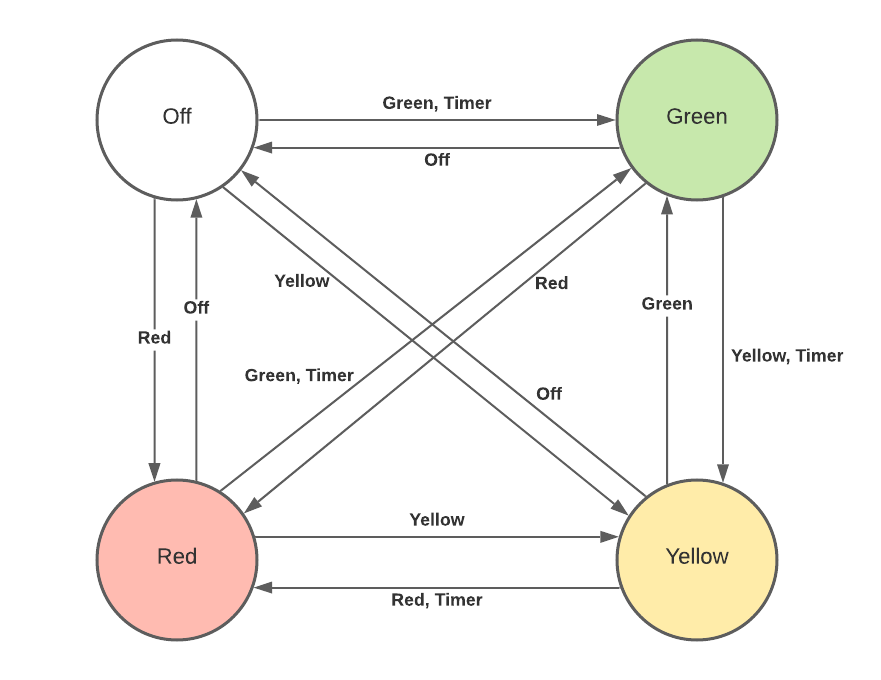 Green, Timer
Off
Green
Off
Yellow
Red
Off
Green
Red
Yellow, Timer
Green, Timer
Off
Yellow
Red
Yellow
Red, Timer